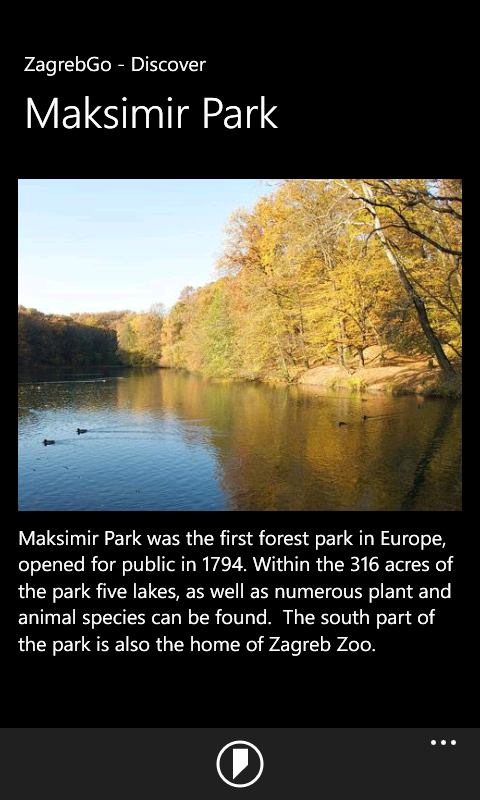 ZagrebGo - Discover
Maksimir Park
Maksimir Park was the first forest park in Europe,
opened for public in 1794. Within the 316 acres of
the park five lakes, as well as numerous plant and
animal species can be found.  The south part of
the park is also the home of Zagreb Zoo.